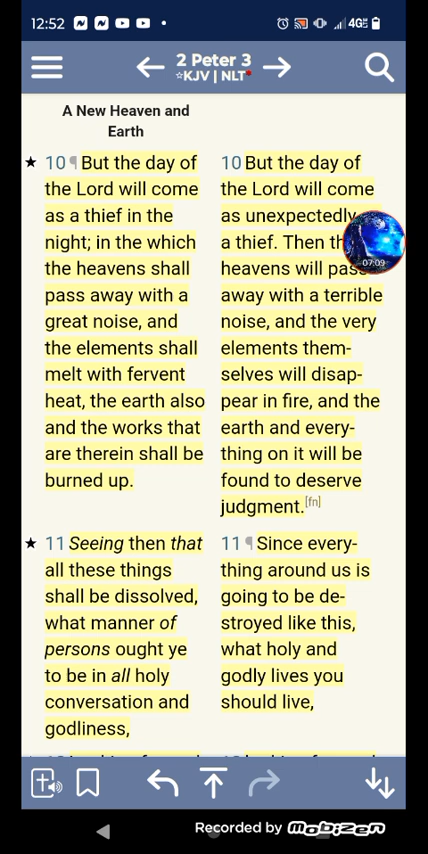 12:52
4G
2 Peter 3
☆KJV | NLT
A New Heaven and
Earth
10 ¶ But the day of
the Lord will come
as a thief in the
night; in the which
the heavens shall
pass away with a
great noise, and
the elements shall
melt with fervent
heat, the earth also
and the works that
are therein shall be
burned up.
11 Seeing then that
all these things
shall be dissolved,
what manner of
persons ought ye
to be in all holy
conversation and
godliness,
10 But the day of
the Lord will come
as unexpectedly
a thief. Then
heavens will pass
away with a terrible
noise, and the very
elements them-
selves will disap-
pear in fire, and the
earth and every-
thing on it will be
found to deserve
judgment.[fn]
11 ¶ Since every-
thing around us is
going to be de-
stroyed like this,
what holy and
godly lives you
should live,
07:09
Recorded by Mobizen